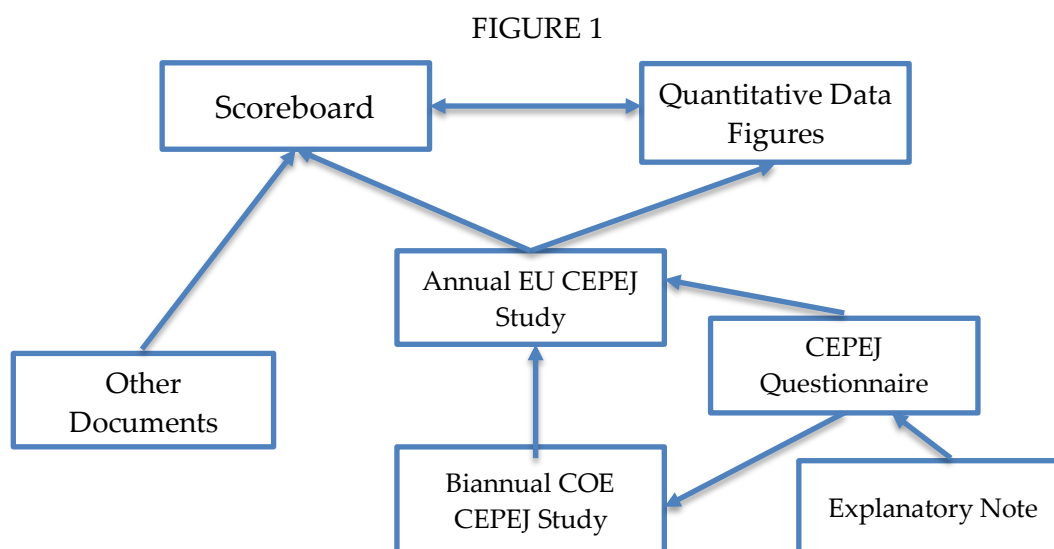 FIGURE 1
Scoreboard
Quantitative Data
Figures
Annual EU CEPEJ
Study
CEPEJ
Questionnaire
Other
Documents
Biannual COE
CEPEJ Study
Explanatory Note